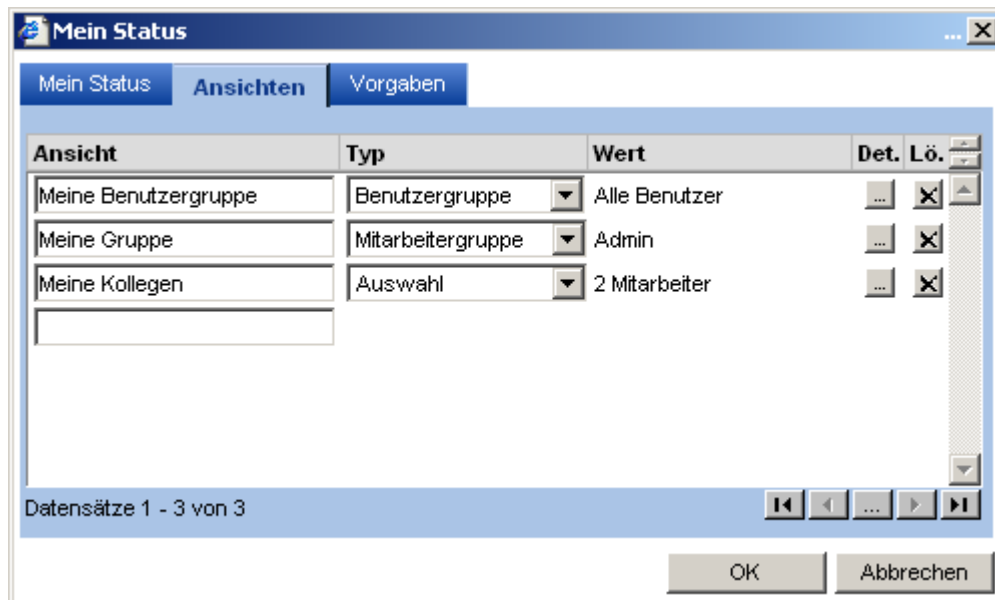 Mein Status ...
Mein Status Ansichten Vorgaben
Ansicht Typ Wert Det. Lö.
Meine Benutzergruppe Benutzergruppe Alle Benutzer ...
Meine Gruppe Mitarbeitergruppe Admin ...
Meine Kollegen Auswahl 2 Mitarbeiter ...
Datensätze 1 - 3 von 3 ...
OK Abbrechen